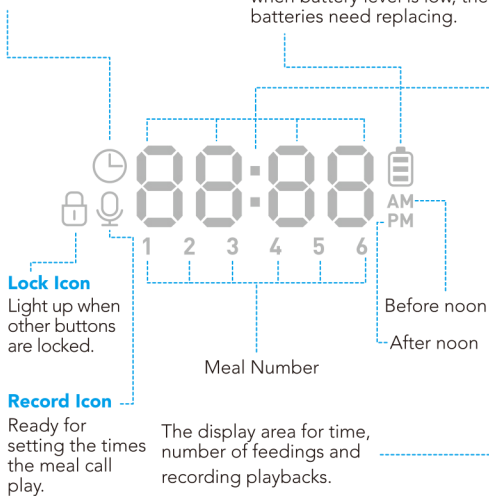 when battery level is low, the
batteries need replacing.
88:88
AM
PM
1 2 3 4 5 6
Lock Icon
Light up when
other buttons
are locked.
Before noon
After noon
Meal Number
Record Icon
Ready for
setting the times
the meal call
play.
The display area for time,
number of feedings and
recording playbacks.